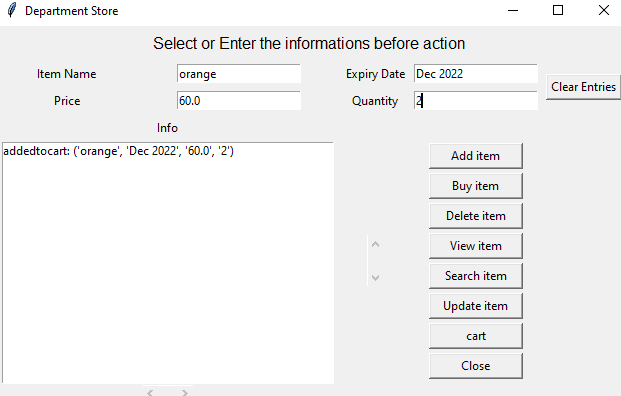 Department Store
Select or Enter the informations before action
Item Name orange Expiry Date Dec 2022
Clear Entries
Price 60.0 Quantity 2
Info
addedtocart: ('orange', 'Dec 2022', '60.0', '2')
Add item
Buy item
Delete item
View item
Search item
Update item
cart
Close